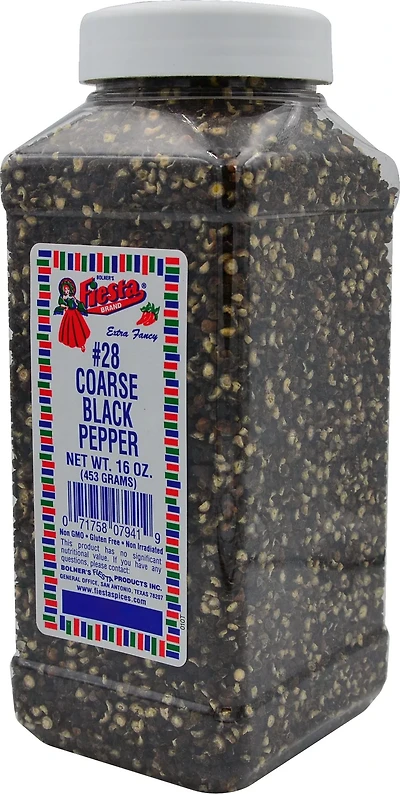 BOLNER'S
Fiesta®
BRAND
Extra Fancy
#28
COARSE
BLACK
PEPPER
NET WT. 16 OZ.
(453 GRAMS)
0 71758 07941 9
Non GMO • Gluten Free • Non Irradiated
This product has no significant
nutritional value. If you have any
questions, please contact:
BOLNER'S FIESTA PRODUCTS INC.
GENERAL OFFICE, SAN ANTONIO, TEXAS 78207
www.fiestaspices.com
0101